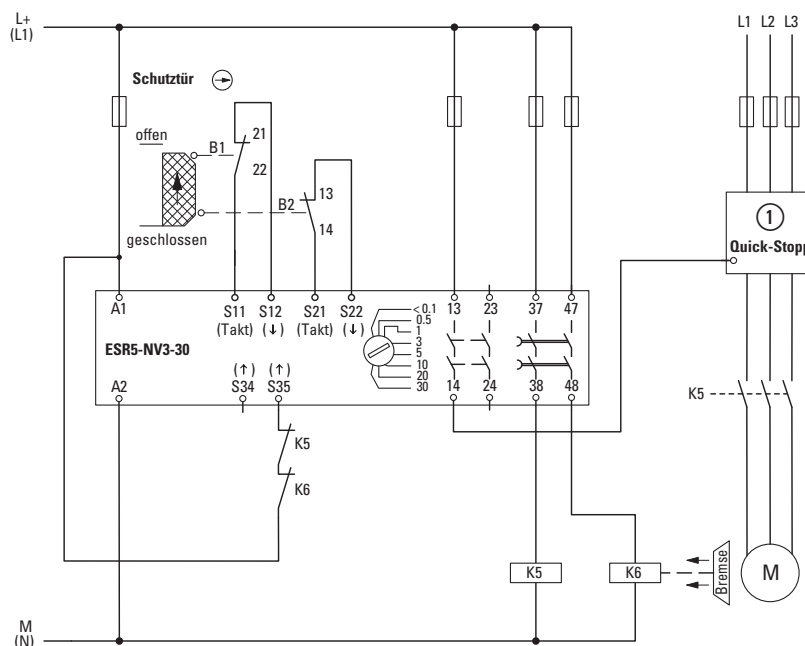 L+
(L1)
L1 L2 L3
Schutztür
offen
B1
21
22
B2
13
14
geschlossen
1
Quick-Stopp
A1
S11
(Takt)
S12
(↓)
S21
(Takt)
S22
(↓)
< 0.1
0.5
1
3
5
10
20
30
13
23
37
47
ESR5-NV3-30
A2
(↑)
S34
(↑)
S35
14
24
38
48
K5
K6
K5
K5
K6
Bremse
M
M
(N)